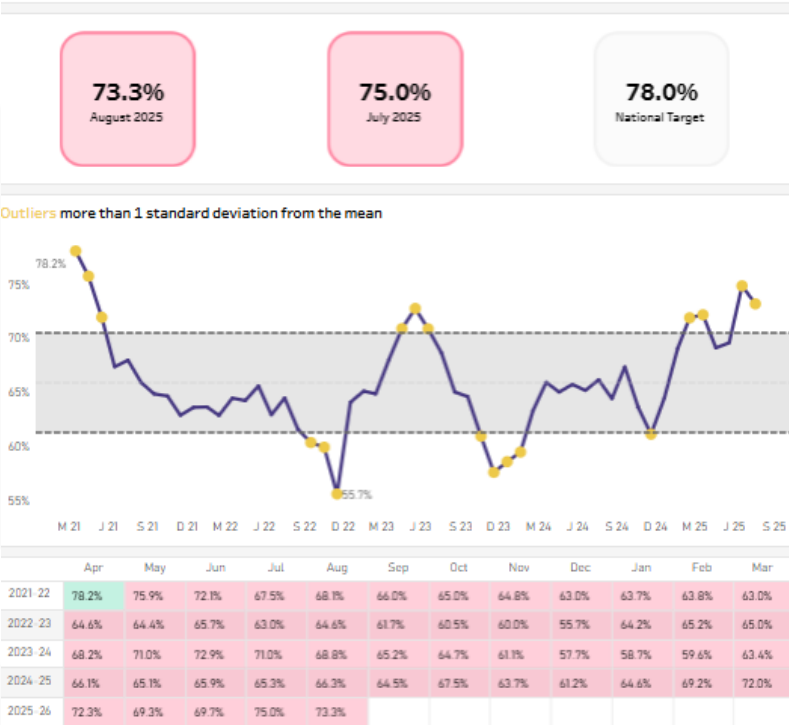 73.3%
August 2025
75.0%
July 2025
78.0%
National Target
Outliers more than 1 standard deviation from the mean
78.2%
75%
70%
65%
60%
55.7%
55%
M 21 J 21 S 21 D 21 M 22 J 22 S 22 D 22 M 23 J 23 S 23 D 23 M 24 J 24 S 24 D 24 M 25 J 25 S 25
Apr May Jun Jul Aug Sep Oct Nov Dec Jan Feb Mar
2021-22 78.2% 75.9% 72.1% 67.5% 68.1% 66.0% 65.0% 64.8% 63.0% 63.7% 63.8% 63.0%
2022-23 64.6% 64.4% 65.7% 63.0% 64.6% 61.7% 60.5% 60.0% 55.7% 64.2% 65.2% 65.0%
2023-24 68.2% 71.0% 72.9% 71.0% 68.8% 65.2% 64.7% 61.1% 57.7% 58.7% 59.6% 63.4%
2024-25 66.1% 65.1% 65.9% 65.3% 66.3% 64.5% 67.5% 63.7% 61.2% 64.6% 69.2% 72.0%
2025-26 72.3% 69.3% 69.7% 75.0% 73.3%